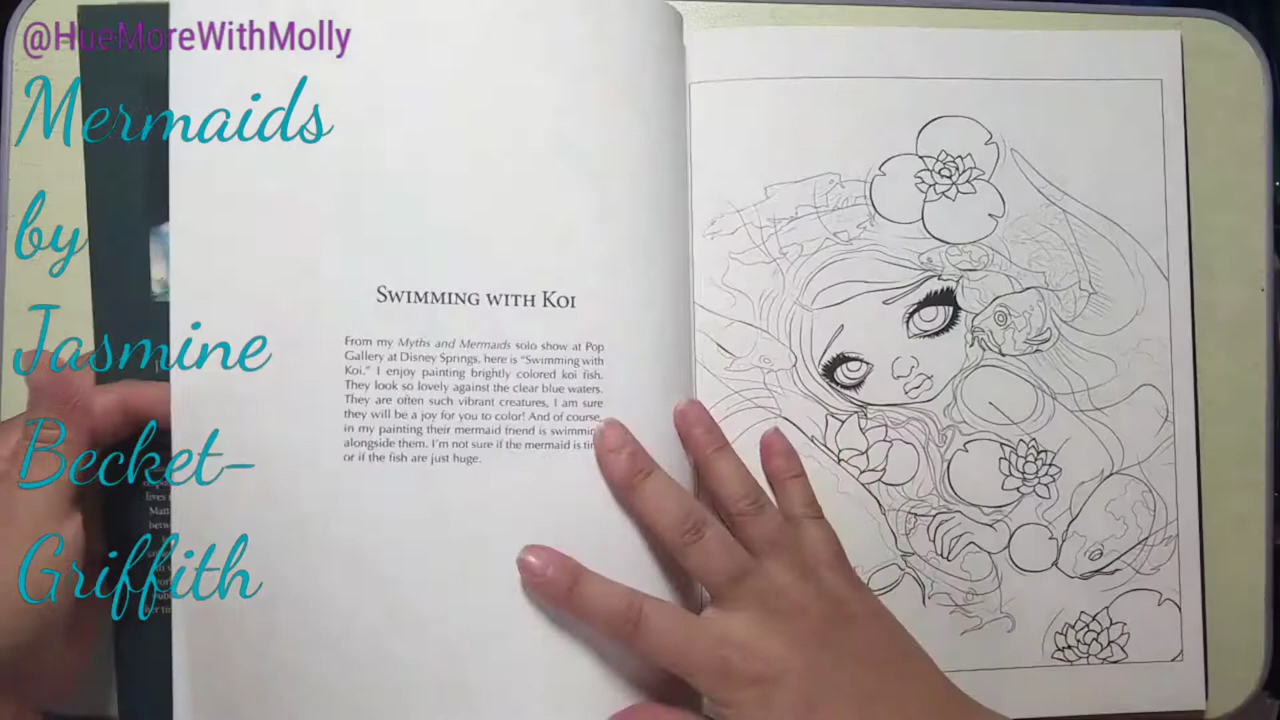 @HueMoreWithMolly
Mermaids
by
Jasmine
Becket-
Griffith
SWIMMING WITH KOI
From my Myths and Mermaids solo show at Pop
Gallery at Disney Springs, here is “Swimming with
Koi.” I enjoy painting brightly colored koi fish.
They look so lovely against the clear blue waters.
They are often such vibrant creatures, I am sure
they will be a joy for you to color! And of course,
in my painting their mermaid friend is swimming
alongside them. I’m not sure if the mermaid is
or if the fish are just huge.
lives
Matt